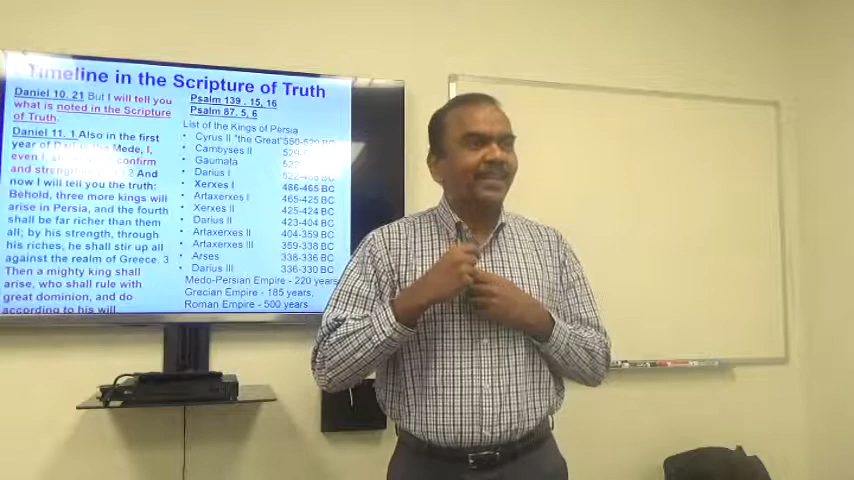 Timeline in the Scripture of Truth
Daniel 10. 21 But I will tell you
what is noted in the Scripture
of Truth.
Daniel 11. 1 Also in the first
year of the Mede, I,
even I, confirm
and 2 And
now I will tell you the truth:
Behold, three more kings will
arise in Persia, and the fourth
shall be far richer than them
all; by his strength, through
his riches, he shall stir up all
against the realm of Greece. 3
Then a mighty king shall
arise, who shall rule with
great dominion, and do
according to his will.
Psalm 139 . 15, 16
Psalm 87. 5, 6
List of the Kings of Persia
• Cyrus II "the Great"
• Cambyses II
• Gaumata
• Darius I BC
• Xerxes I 486-465 BC
• Artaxerxes I 465-425 BC
• Xerxes II 425-424 BC
• Darius II 423-404 BC
• Artaxerxes II 404-359 BC
• Artaxerxes III 359-338 BC
• Arses 338-336 BC
• Darius III 336-330 BC
Medo-Persian Empire - 220 years,
Grecian Empire - 185 years,
Roman Empire - 500 years